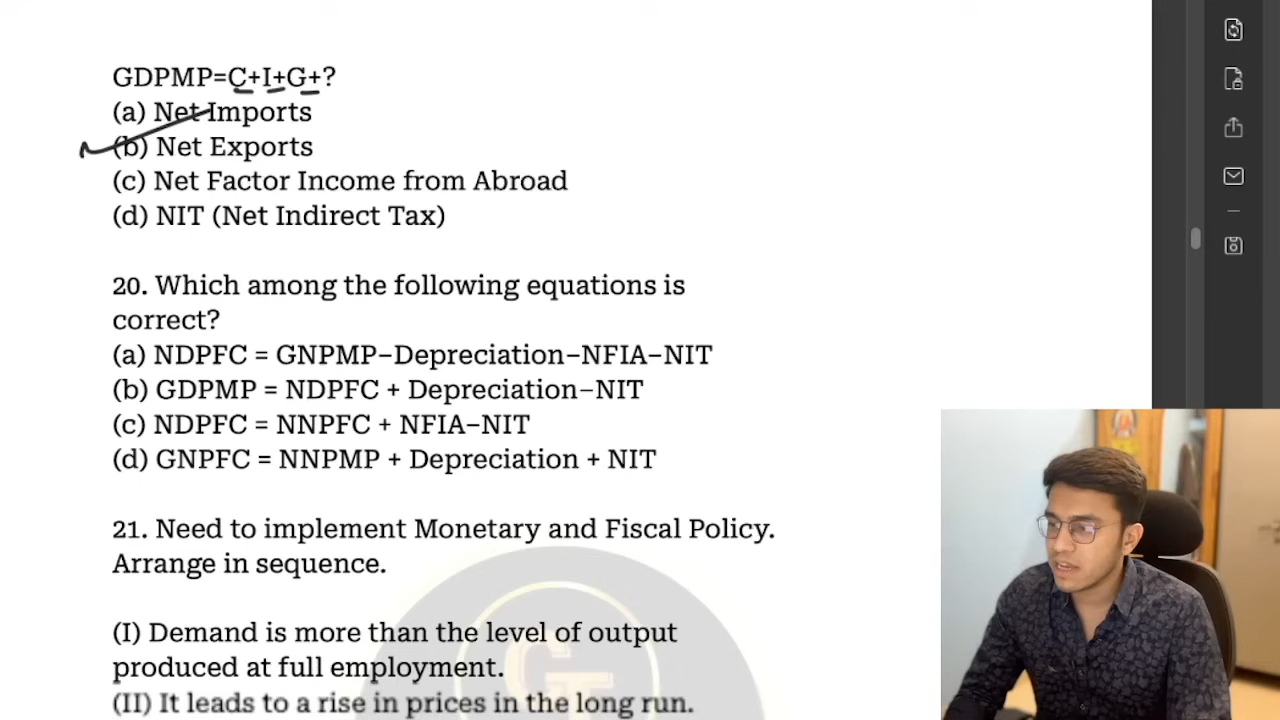 GDPMP=C+I+G+?
(a) Net Imports
(b) Net Exports
(c) Net Factor Income from Abroad
(d) NIT (Net Indirect Tax)
20. Which among the following equations is
correct?
(a) NDPFC = GNPMP–Depreciation–NFIA–NIT
(b) GDPMP = NDPFC + Depreciation–NIT
(c) NDPFC = NNPFC + NFIA–NIT
(d) GNPFC = NNPMP + Depreciation + NIT
21. Need to implement Monetary and Fiscal Policy.
Arrange in sequence.
(I) Demand is more than the level of output
produced at full employment.
(II) It leads to a rise in prices in the long run.